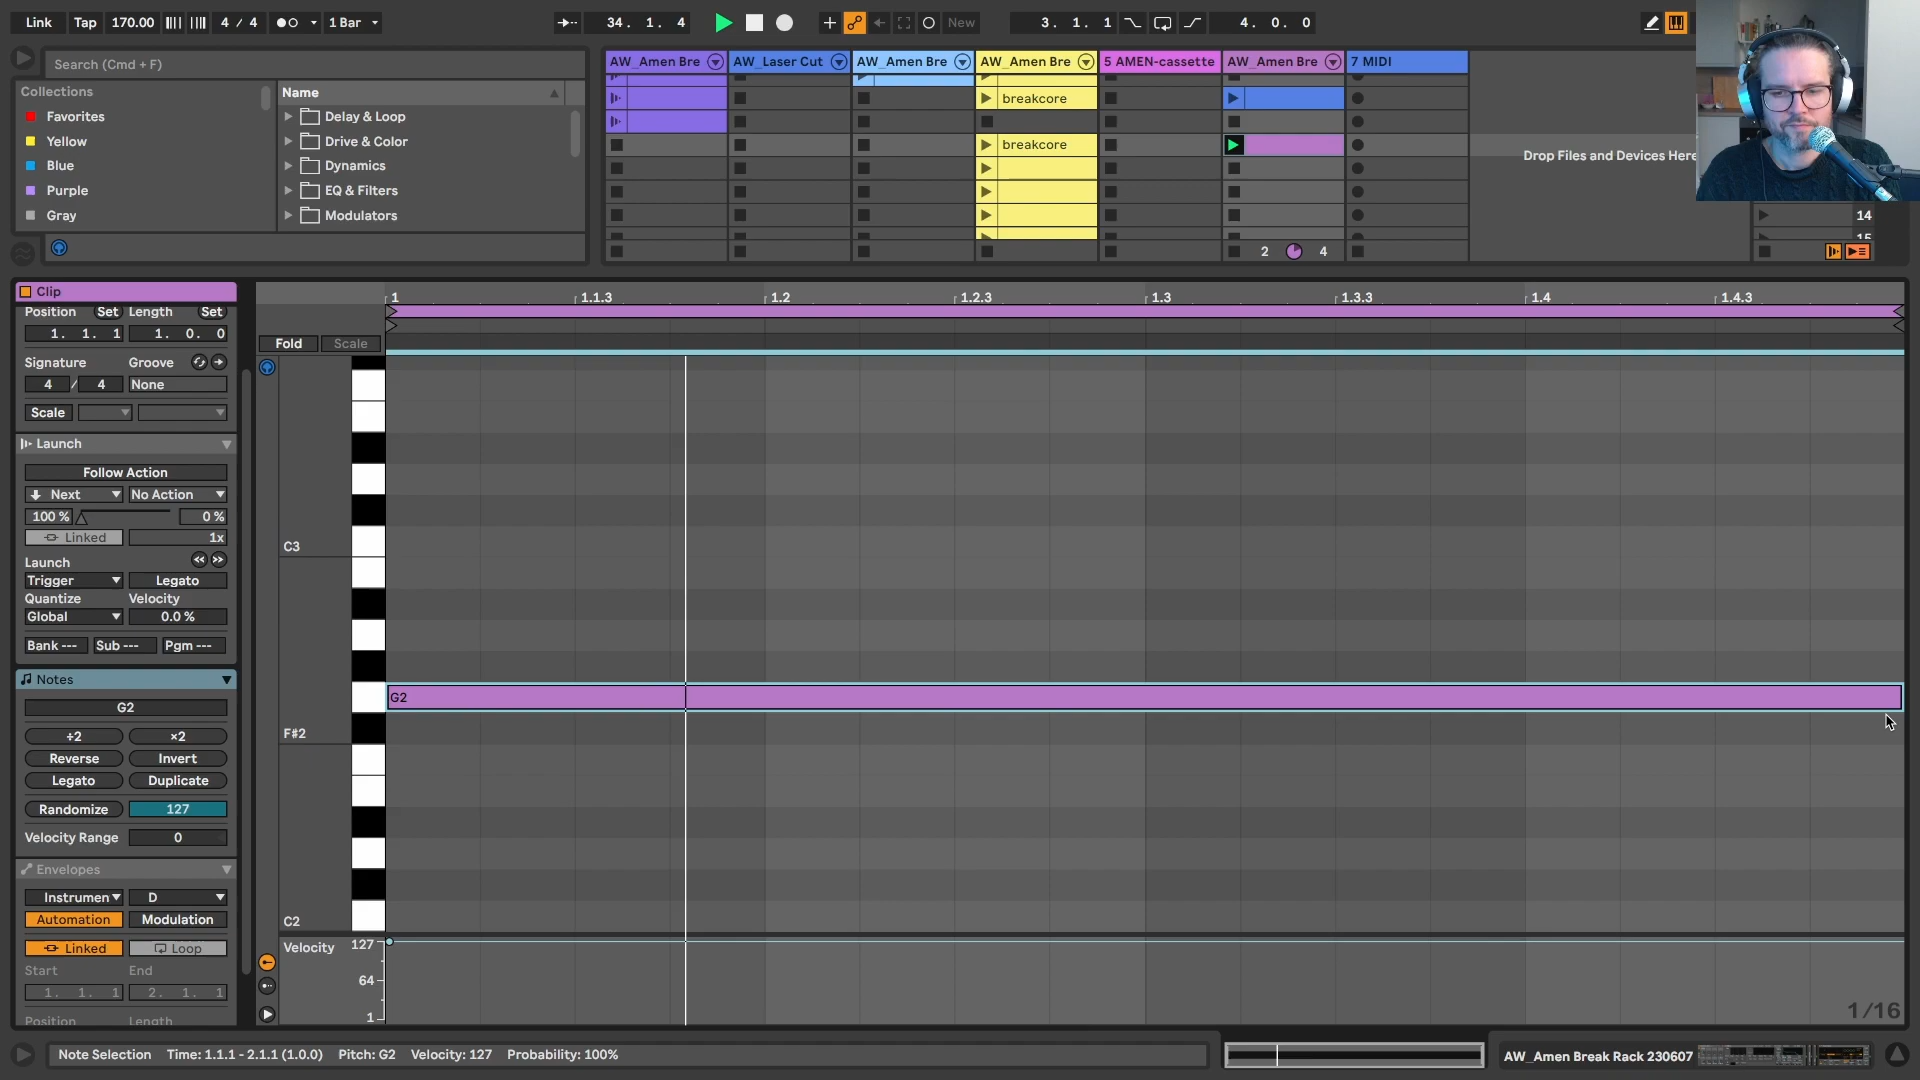 Link Tap 170.00 4 / 4 1 Bar 34. 1. 4 New 3. 1. 1 4. 0. 0
Search (Cmd + F)
Collections
Favorites
Yellow
Blue
Purple
Gray
Name
Delay & Loop
Drive & Color
Dynamics
EQ & Filters
Modulators
AW_Amen Bre AW_Laser Cut AW_Amen Bre AW_Amen Bre 5 AMEN-cassette AW_Amen Bre 7 MIDI
breakcore
breakcore
Drop Files and Devices Here
14
15
2 4
Clip
Position Set Length Set
1. 1. 1 1. 0. 0
Signature Groove
4 / 4 None
Scale
Launch
Follow Action
Next No Action
100 % 0 %
Linked 1x
Launch
Trigger Legato
Quantize Velocity
Global 0.0 %
Bank --- Sub --- Pgm ---
Notes
G2
÷2 ×2
Reverse Invert
Legato Duplicate
Randomize 127
Velocity Range 0
Envelopes
Instrumen D
Automation Modulation
Linked Loop
Start End
1. 1. 1 2. 1. 1
Position Length
1 1.1.3 1.2 1.2.3 1.3 1.3.3 1.4 1.4.3
Fold Scale
C3
G2
F#2
C2
Velocity 127
64
1
1/16
Note Selection Time: 1.1.1 - 2.1.1 (1.0.0) Pitch: G2 Velocity: 127 Probability: 100%
AW_Amen Break Rack 230607